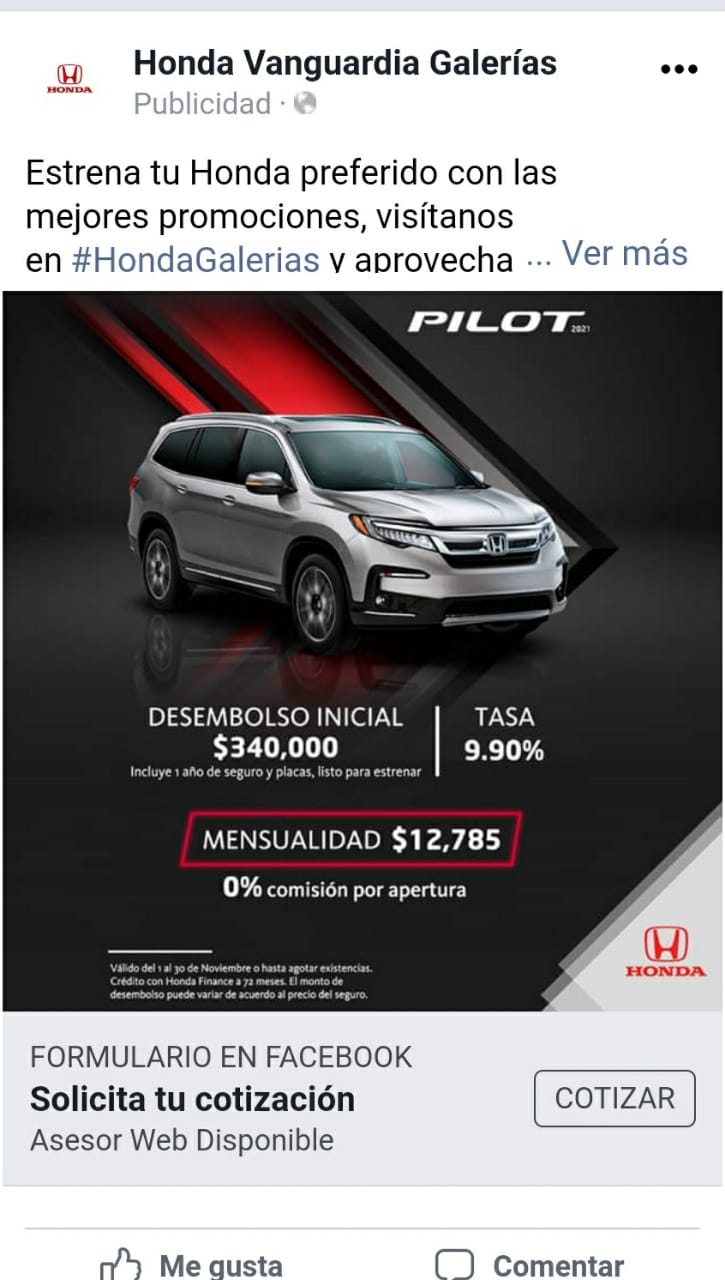 HONDA
Honda Vanguardia Galerías
Publicidad ·
Estrena tu Honda preferido con las
mejores promociones, visítanos
en #HondaGalerias y aprovecha ... Ver más
PILOT 2021
DESEMBOLSO INICIAL
$340,000
Incluye 1 año de seguro y placas, listo para estrenar
TASA
9.90%
MENSUALIDAD $12,785
0% comisión por apertura
Válido del 1 al 30 de Noviembre o hasta agotar existencias.
Crédito con Honda Finance a 72 meses. El monto de
desembolso puede variar de acuerdo al precio del seguro.
HONDA
FORMULARIO EN FACEBOOK
Solicita tu cotización
Asesor Web Disponible
COTIZAR
Me gusta
Comentar